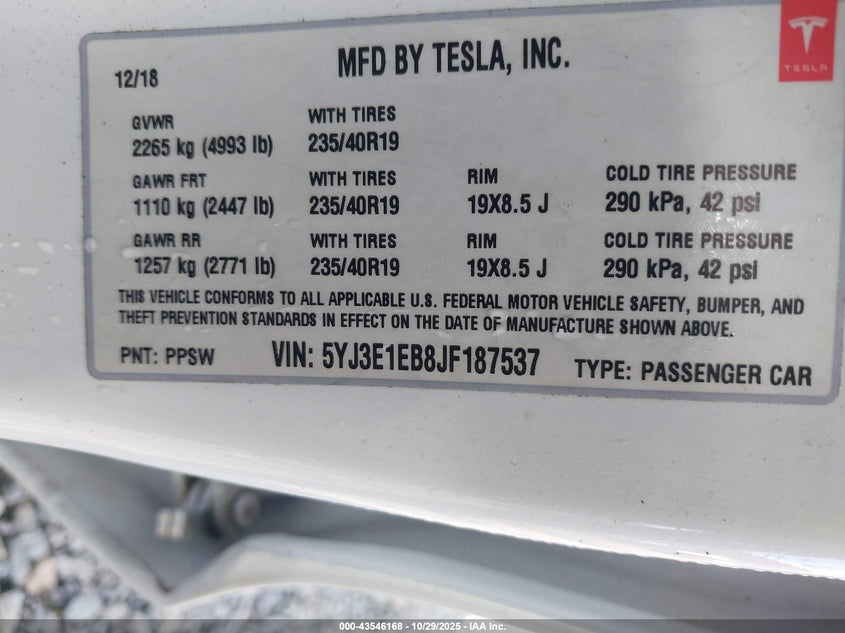 TESLA
MFD BY TESLA, INC.
12/18
GVWR WITH TIRES
2265 kg (4993 lb) 235/40R19
GAWR FRT WITH TIRES RIM COLD TIRE PRESSURE
1110 kg (2447 lb) 235/40R19 19X8.5 J 290 kPa, 42 psi
GAWR RR WITH TIRES RIM COLD TIRE PRESSURE
1257 kg (2771 lb) 235/40R19 19X8.5 J 290 kPa, 42 psi
THIS VEHICLE CONFORMS TO ALL APPLICABLE U.S. FEDERAL MOTOR VEHICLE SAFETY, BUMPER, AND
THEFT PREVENTION STANDARDS IN EFFECT ON THE DATE OF MANUFACTURE SHOWN ABOVE.
PNT: PPSW VIN: 5YJ3E1EB8JF187537 TYPE: PASSENGER CAR
000-43546168 - 10/29/2025 - IAA Inc.